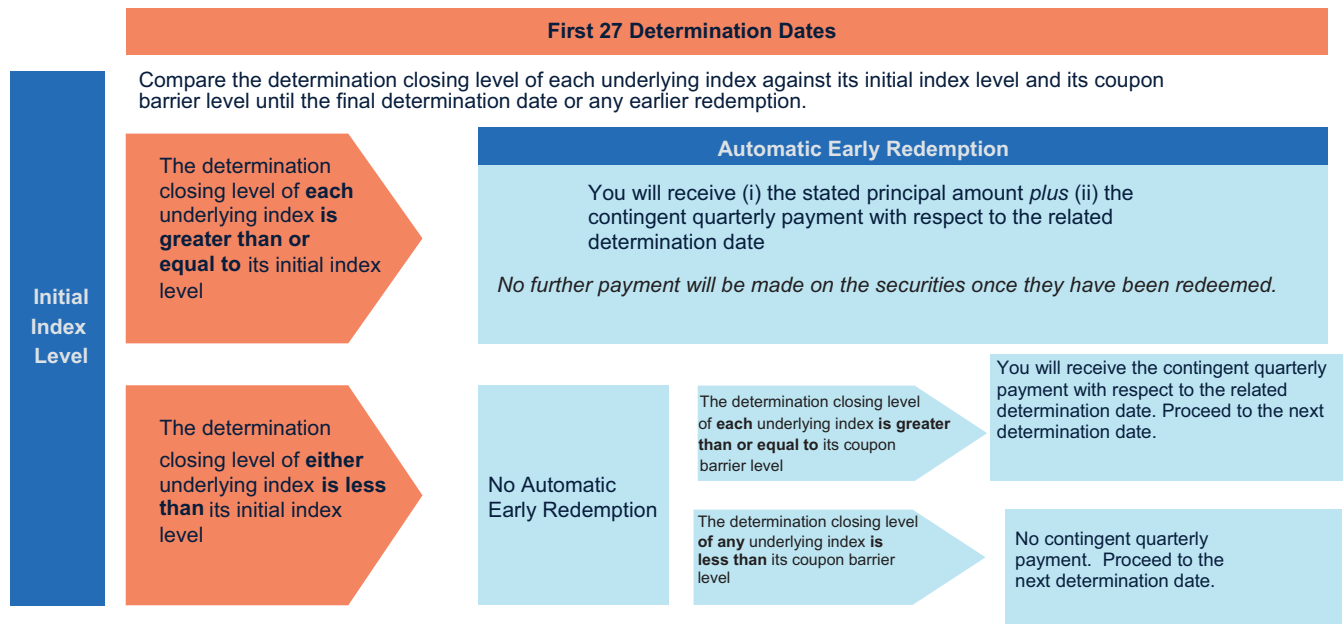 First 27 Determination Dates
Compare the determination closing level of each underlying index against its initial index level and its coupon
barrier level until the final determination date or any earlier redemption.
Initial
Index
Level
The determination
closing level of each
underlying index is
greater than or
equal to its initial index
level
Automatic Early Redemption
You will receive (i) the stated principal amount plus (ii) the
contingent quarterly payment with respect to the related
determination date
No further payment will be made on the securities once they have been redeemed.
The determination
closing level of either
underlying index is less
than its initial index
level
No Automatic
Early Redemption
The determination closing level
of each underlying index is greater
than or equal to its coupon
barrier level
You will receive the contingent quarterly
payment with respect to the related
determination date. Proceed to the next
determination date.
The determination closing level
of any underlying index is
less than its coupon barrier
level
No contingent quarterly
payment. Proceed to the
next determination date.